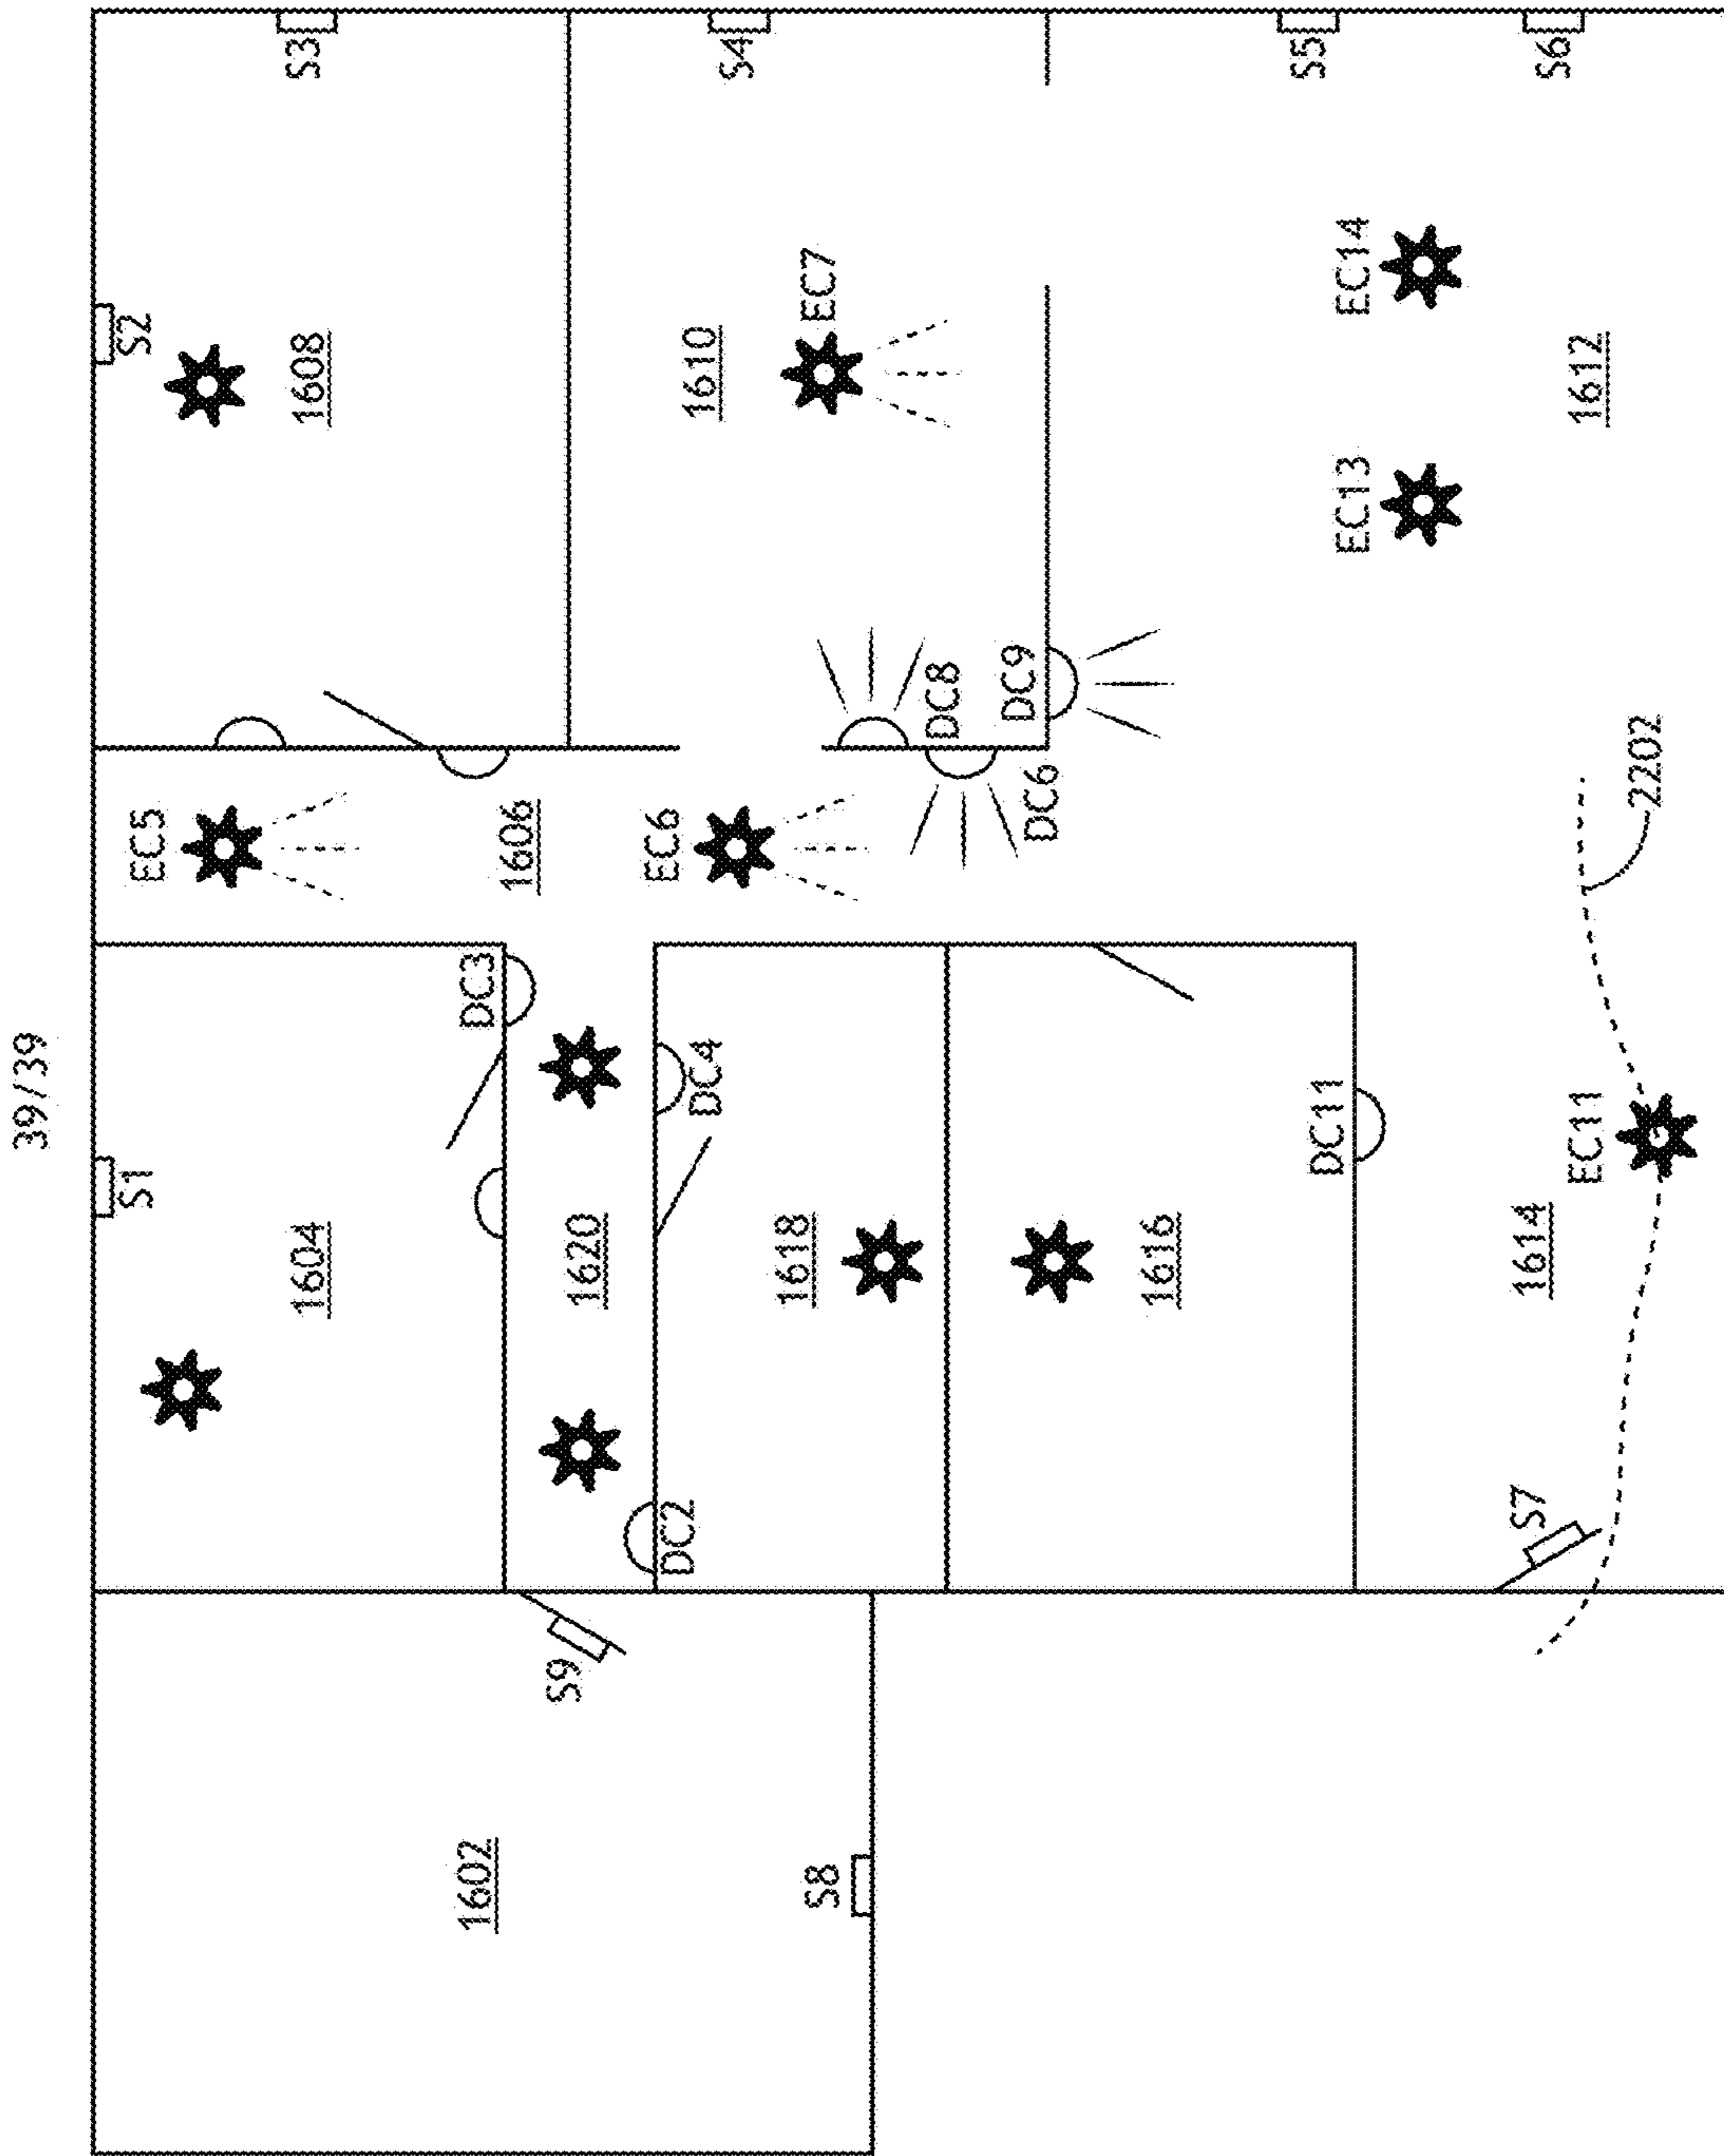 39/39
S1
S2
S3
S4
S5
S6
S7
S8
S9
1602
1604
1606
1608
1610
1612
1614
1616
1618
1620
EC5
EC6
EC7
EC11
EC13
EC14
DC2
DC3
DC4
DC6
DC8
DC9
DC11
2202